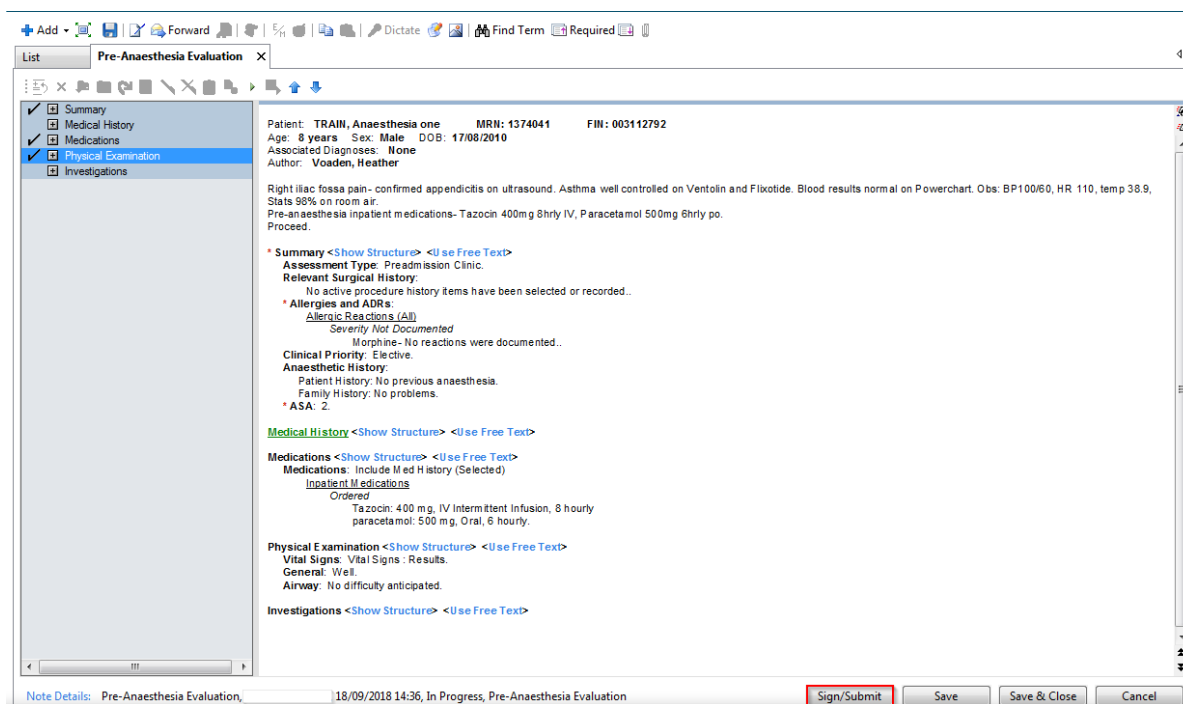 Add Forward E/M Dictate Find Term Required
List Pre-Anaesthesia Evaluation X
Summary
Medical History
Medications
Physical Examination
Investigations
Patient: TRAIN, Anaesthesia one MRN: 1374041 FIN: 003112792
Age: 8 years Sex: Male DOB: 17/08/2010
Associated Diagnoses: None
Author: Voaden, Heather
Right iliac fossa pain- confirmed appendicitis on ultrasound. Asthma well controlled on Ventolin and Flixotide. Blood results normal on Powerchart. Obs: BP100/60, HR 110, temp 38.9,
Stats 98% on room air.
Pre-anaesthesia inpatient medications- Tazocin 400mg 8hrly IV, Paracetamol 500mg 6hrly po.
Proceed.
* Summary <Show Structure> <Use Free Text>
Assessment Type: Preadmission Clinic.
Relevant Surgical History:
No active procedure history items have been selected or recorded..
* Allergies and ADRs:
Allergic Reactions (All)
Severity Not Documented
Morphine- No reactions were documented..
Clinical Priority: Elective.
Anaesthetic History:
Patient History: No previous anaesthesia.
Family History: No problems.
* ASA: 2.
Medical History <Show Structure> <Use Free Text>
Medications <Show Structure> <Use Free Text>
Medications: Include Med History (Selected)
Inpatient Medications
Ordered
Tazocin: 400 mg, IV Intermittent Infusion, 8 hourly
paracetamol: 500 mg, Oral, 6 hourly.
Physical Examination <Show Structure> <Use Free Text>
Vital Signs: Vital Signs : Results.
General: Well.
Airway: No difficulty anticipated.
Investigations <Show Structure> <Use Free Text>
Note Details: Pre-Anaesthesia Evaluation, 18/09/2018 14:36, In Progress, Pre-Anaesthesia Evaluation Sign/Submit Save Save & Close Cancel